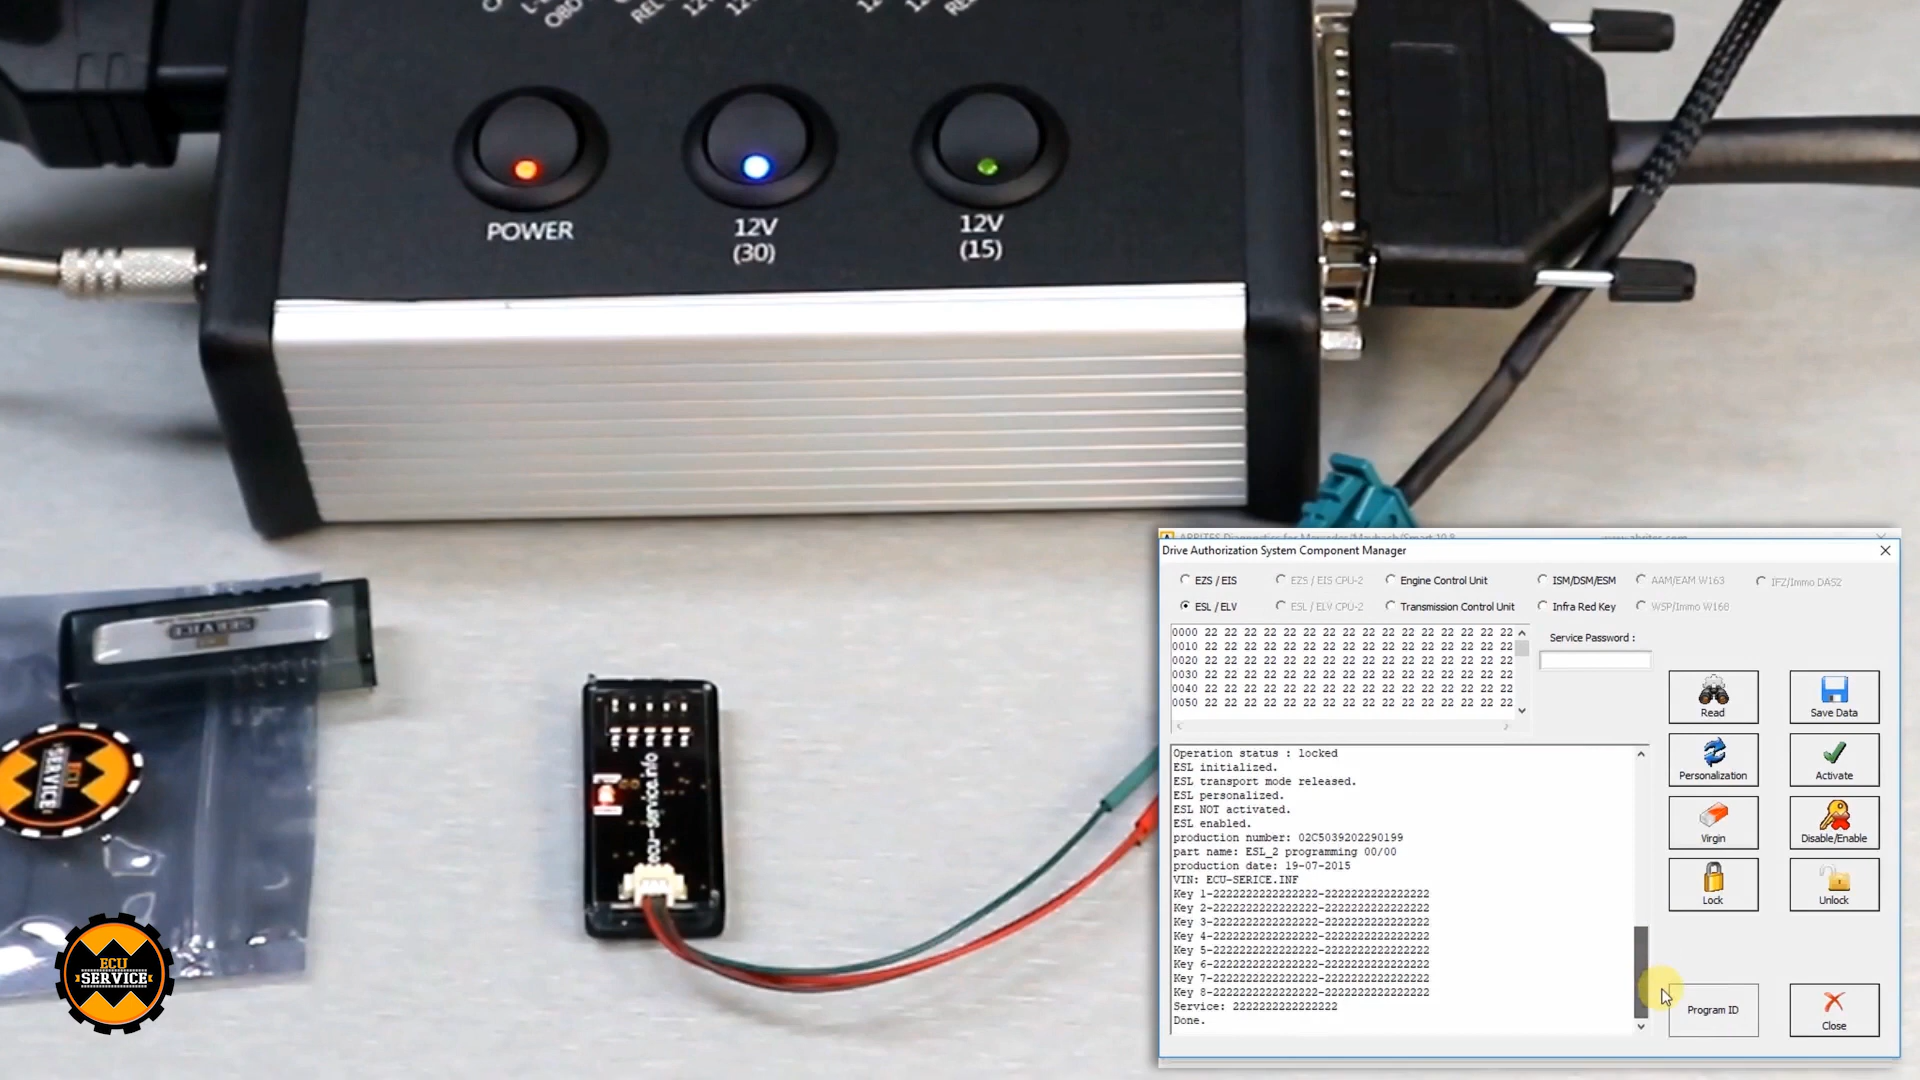 POWER
12V
(30)
12V
(15)
ecu-service.info
ECU
SERVICE
ECU
SERVICE
Drive Authorization System Component Manager
EZS / EIS
EZS / EIS CPU-2
Engine Control Unit
ISM/DSM/ESM
AAM/EAM W163
IFZ/Immo DAS2
ESL / ELV
ESL / ELV CPU-2
Transmission Control Unit
Infra Red Key
WSP/Immo W168
0000 22 22 22 22 22 22 22 22 22 22 22 22 22 22 22 22
0010 22 22 22 22 22 22 22 22 22 22 22 22 22 22 22 22
0020 22 22 22 22 22 22 22 22 22 22 22 22 22 22 22 22
0030 22 22 22 22 22 22 22 22 22 22 22 22 22 22 22 22
0040 22 22 22 22 22 22 22 22 22 22 22 22 22 22 22 22
0050 22 22 22 22 22 22 22 22 22 22 22 22 22 22 22 22
Service Password :
Read
Save Data
Personalization
Activate
Virgin
Disable/Enable
Lock
Unlock
Program ID
Close
Operation status : locked
ESL initialized.
ESL transport mode released.
ESL personalized.
ESL NOT activated.
ESL enabled.
production number: 02C5039202290199
part name: ESL_2 programming 00/00
production date: 19-07-2015
VIN: ECU-SERICE.INF
Key 1-2222222222222222-2222222222222222
Key 2-2222222222222222-2222222222222222
Key 3-2222222222222222-2222222222222222
Key 4-2222222222222222-2222222222222222
Key 5-2222222222222222-2222222222222222
Key 6-2222222222222222-2222222222222222
Key 7-2222222222222222-2222222222222222
Key 8-2222222222222222-2222222222222222
Service: 2222222222222222
Done.